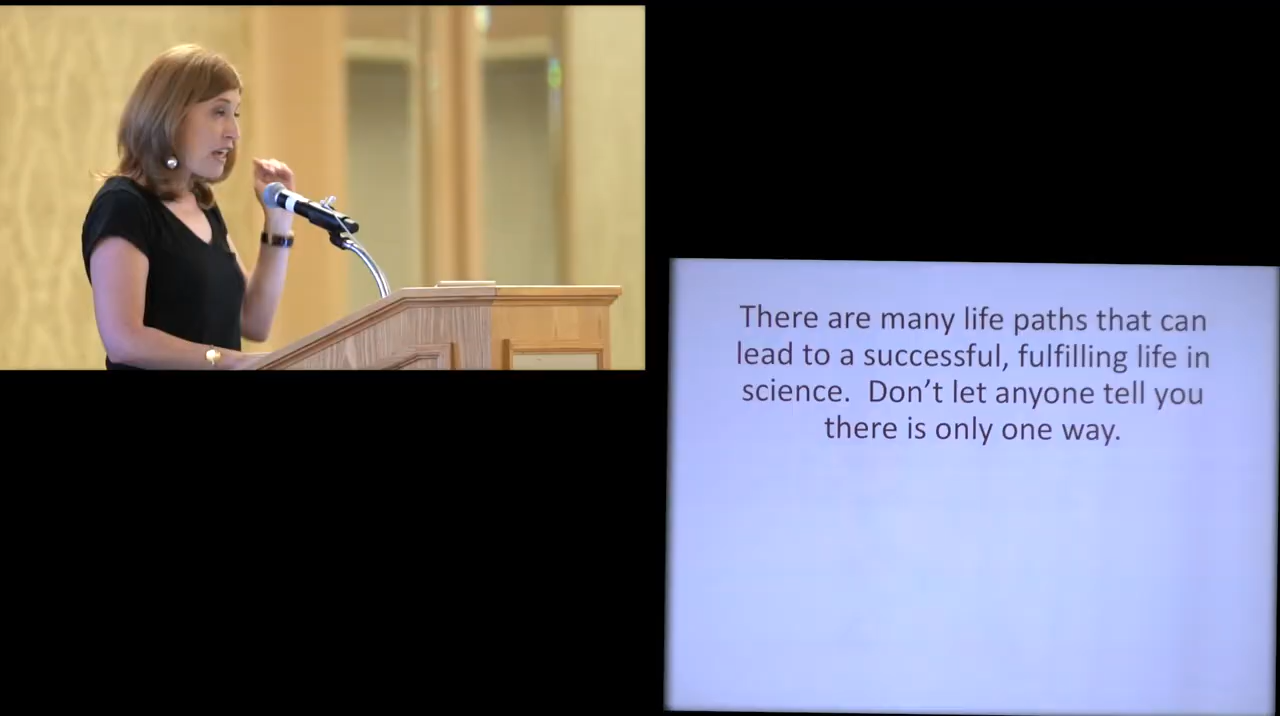 There are many life paths that can
lead to a successful, fulfilling life in
science.  Don’t let anyone tell you
there is only one way.